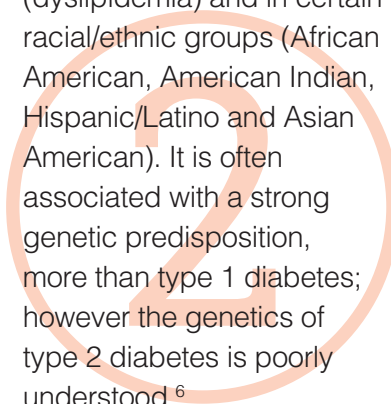 (dyslipidemia) and in certain
racial/ethnic groups (African
American, American Indian,
Hispanic/Latino and Asian
American). It is often
associated with a strong
genetic predisposition,
more than type 1 diabetes;
however the genetics of
type 2 diabetes is poorly
understood.6
2